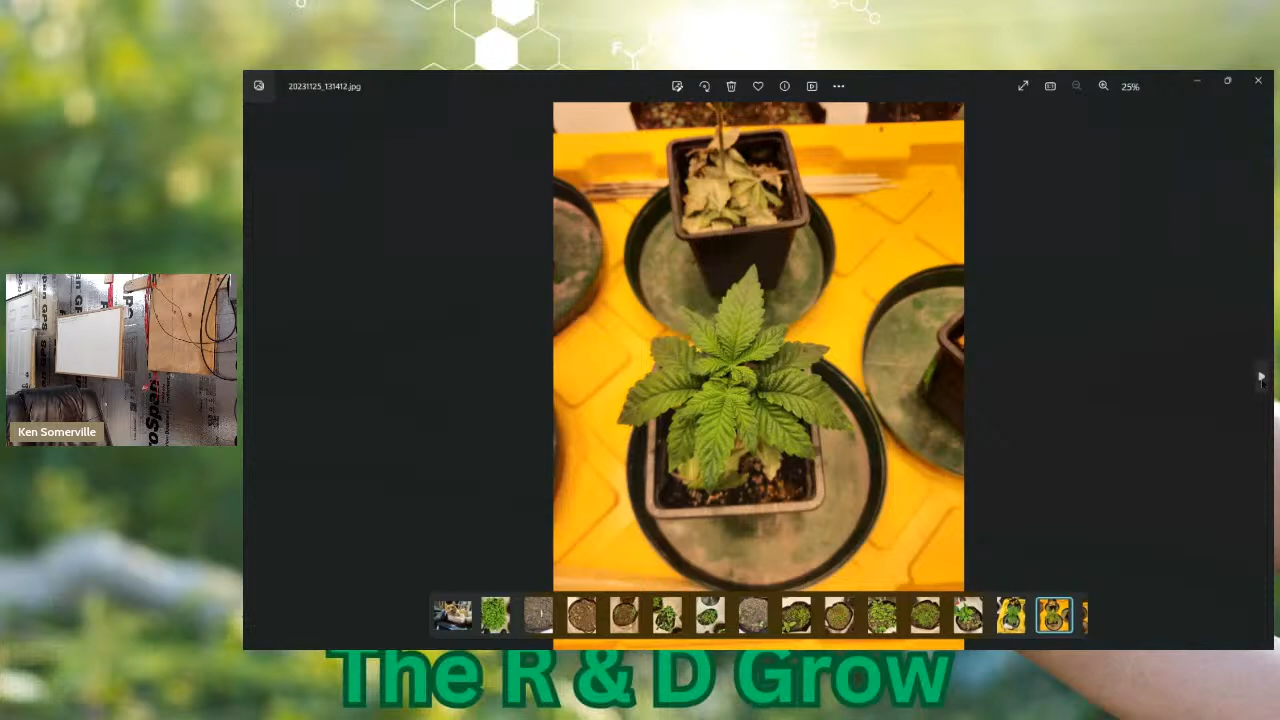 F
20231125_131412.jpg
25%
Ken Somerville
The R & D Grow